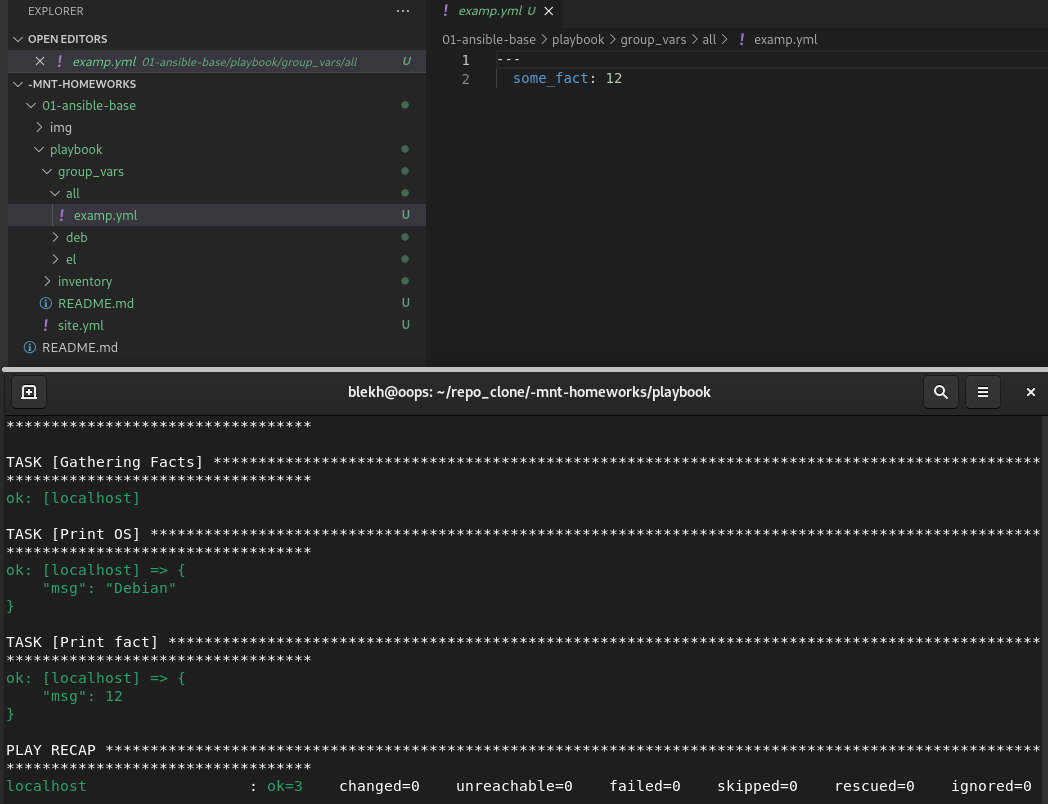 EXPLORER ···
OPEN EDITORS
examp.yml 01-ansible-base/playbook/group_vars/all U
-MNT-HOMEWORKS
01-ansible-base
img
playbook
group_vars
all
! examp.yml U
deb
el
inventory
README.md U
! site.yml U
README.md
! examp.yml U
01-ansible-base > playbook > group_vars > all > ! examp.yml
1 ---
2 some_fact: 12
blekh@oops: ~/repo_clone/-mnt-homeworks/playbook
**********************************
TASK [Gathering Facts] ********************************************************************************************
**********************************
ok: [localhost]
TASK [Print OS] ***************************************************************************************************
**********************************
ok: [localhost] => {
"msg": "Debian"
}
TASK [Print fact] *************************************************************************************************
**********************************
ok: [localhost] => {
"msg": 12
}
PLAY RECAP ********************************************************************************************************
**********************************
localhost : ok=3 changed=0 unreachable=0 failed=0 skipped=0 rescued=0 ignored=0